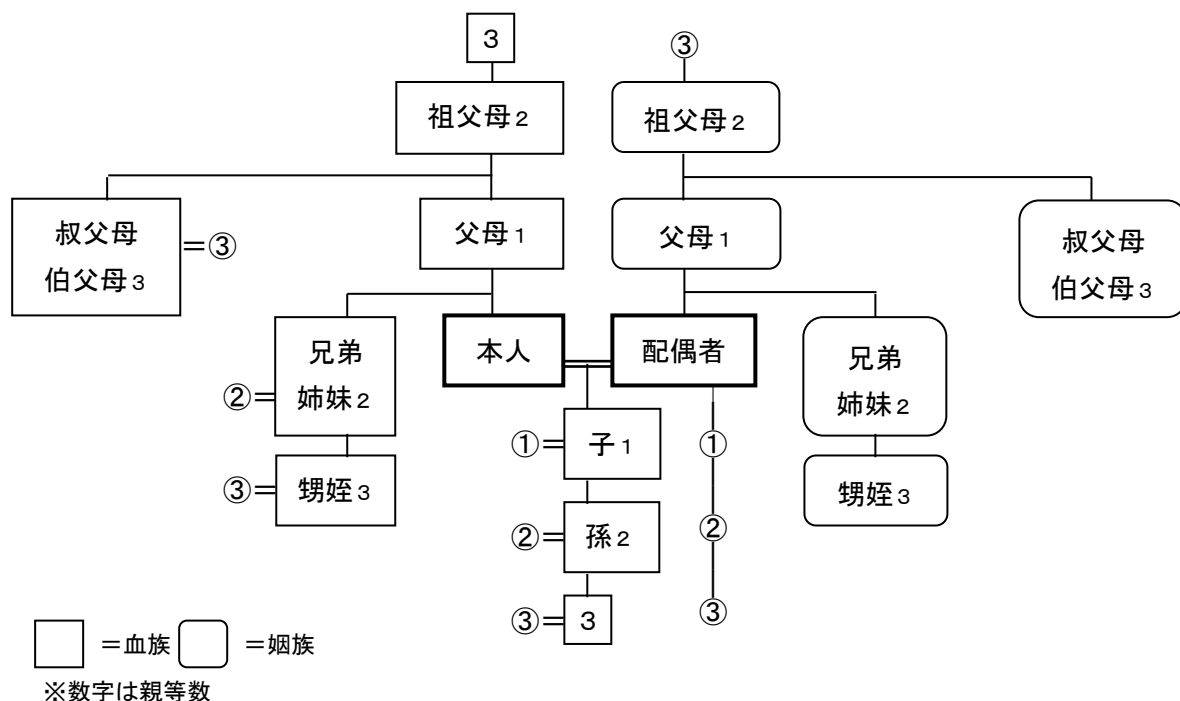 3
③
祖父母2
祖父母2
叔父母
伯父母3
=③
父母1
父母1
叔父母
伯父母3
兄弟
姉妹2
②=
本人
配偶者
兄弟
姉妹2
①=
子1
①
③=
甥姪3
甥姪3
②=
孫2
②
③=
3
③
=血族
=姻族
※数字は親等数